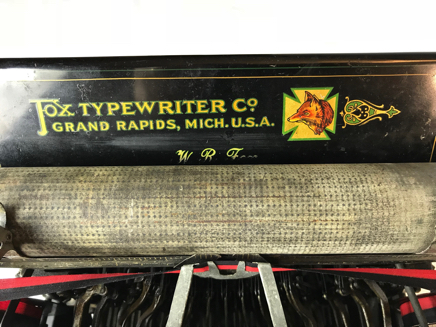 FOX TYPEWRITER CO.
GRAND RAPIDS, MICH. U.S.A.
W. R. Fox